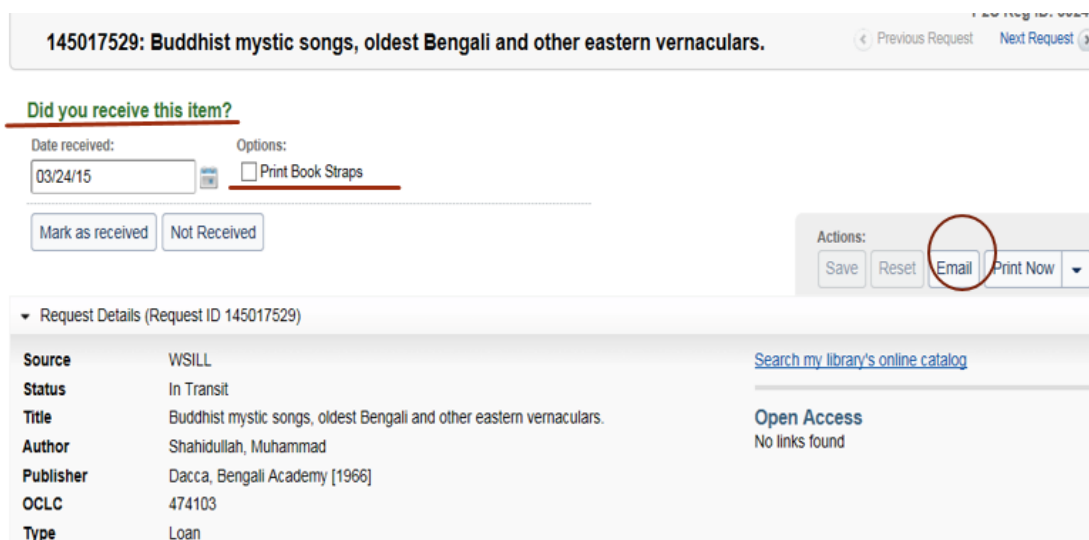 145017529: Buddhist mystic songs, oldest Bengali and other eastern vernaculars.
Previous Request Next Request
Did you receive this item?
Date received: Options:
03/24/15 Print Book Straps
Mark as received Not Received
Actions:
Save Reset Email Print Now
Request Details (Request ID 145017529)
Source WSILL
Search my library's online catalog
Status In Transit
Title Buddhist mystic songs, oldest Bengali and other eastern vernaculars.
Open Access
Author Shahidullah, Muhammad
No links found
Publisher Dacca, Bengali Academy [1966]
OCLC 474103
Type Loan